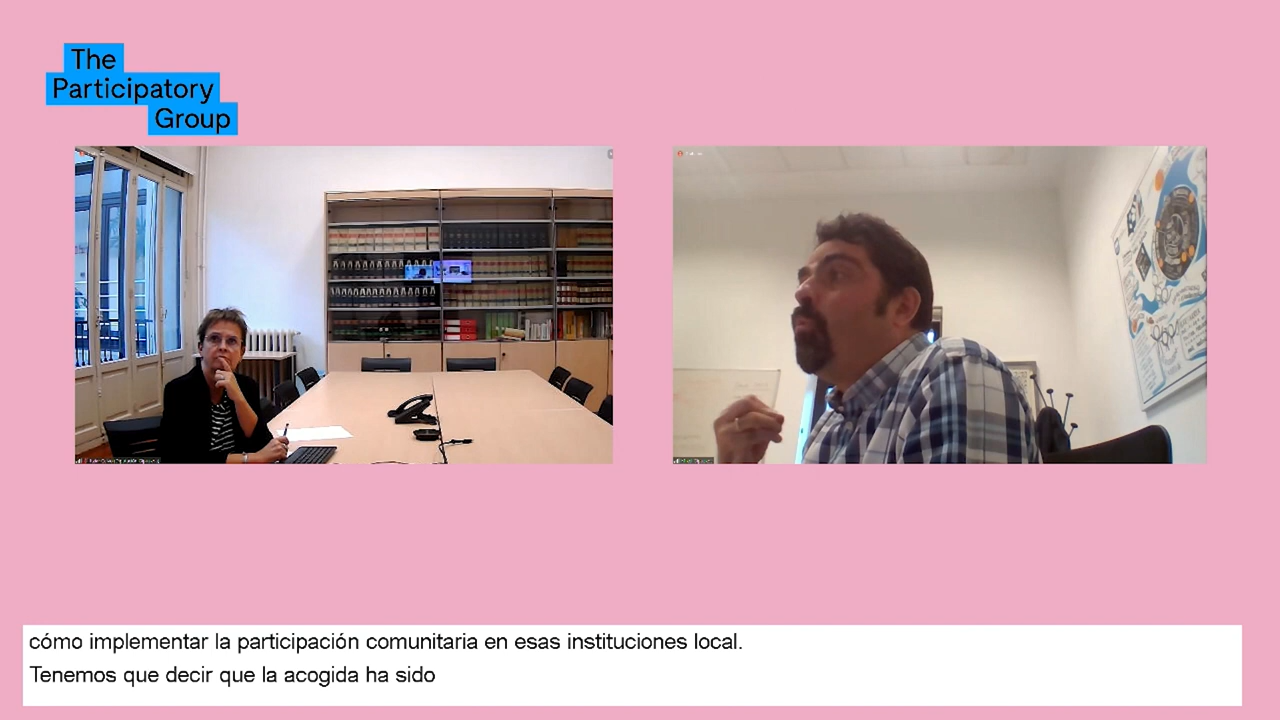 The
Participatory
Group
cómo implementar la participación comunitaria en esas instituciones local.
Tenemos que decir que la acogida ha sido